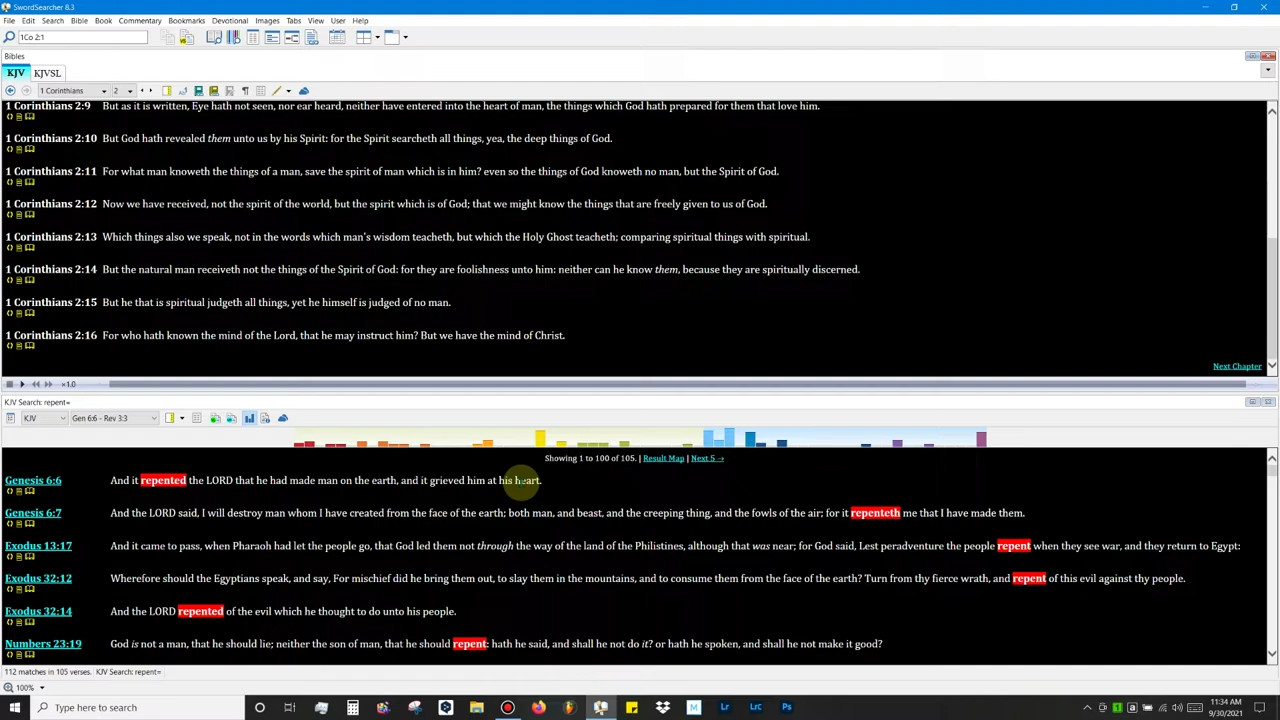 SwordSearcher 8.3
File Edit Search Bible Book Commentary Bookmarks Devotional Images Tabs View User Help
1Co 2:1
Bibles
KJV KJVSL
1 Corinthians 2
1 Corinthians 2:9 But as it is written, Eye hath not seen, nor ear heard, neither have entered into the heart of man, the things which God hath prepared for them that love him.
1 Corinthians 2:10 But God hath revealed them unto us by his Spirit: for the Spirit searcheth all things, yea, the deep things of God.
1 Corinthians 2:11 For what man knoweth the things of a man, save the spirit of man which is in him? even so the things of God knoweth no man, but the Spirit of God.
1 Corinthians 2:12 Now we have received, not the spirit of the world, but the spirit which is of God; that we might know the things that are freely given to us of God.
1 Corinthians 2:13 Which things also we speak, not in the words which man's wisdom teacheth, but which the Holy Ghost teacheth; comparing spiritual things with spiritual.
1 Corinthians 2:14 But the natural man receiveth not the things of the Spirit of God: for they are foolishness unto him: neither can he know them, because they are spiritually discerned.
1 Corinthians 2:15 But he that is spiritual judgeth all things, yet he himself is judged of no man.
1 Corinthians 2:16 For who hath known the mind of the Lord, that he may instruct him? But we have the mind of Christ.
Next Chapter
×1.0
KJV Search: repent=
KJV Gen 6:6 - Rev 3:3
Showing 1 to 100 of 105. | Result Map | Next 5 →
Genesis 6:6 And it repented the LORD that he had made man on the earth, and it grieved him at his heart.
Genesis 6:7 And the LORD said, I will destroy man whom I have created from the face of the earth; both man, and beast, and the creeping thing, and the fowls of the air; for it repenteth me that I have made them.
Exodus 13:17 And it came to pass, when Pharaoh had let the people go, that God led them not through the way of the land of the Philistines, although that was near; for God said, Lest peradventure the people repent when they see war, and they return to Egypt:
Exodus 32:12 Wherefore should the Egyptians speak, and say, For mischief did he bring them out, to slay them in the mountains, and to consume them from the face of the earth? Turn from thy fierce wrath, and repent of this evil against thy people.
Exodus 32:14 And the LORD repented of the evil which he thought to do unto his people.
Numbers 23:19 God is not a man, that he should lie; neither the son of man, that he should repent: hath he said, and shall he not do it? or hath he spoken, and shall he not make it good?
112 matches in 105 verses. KJV Search: repent=
100%
Type here to search
M Lr LrC Ps
11:34 AM
9/30/2021